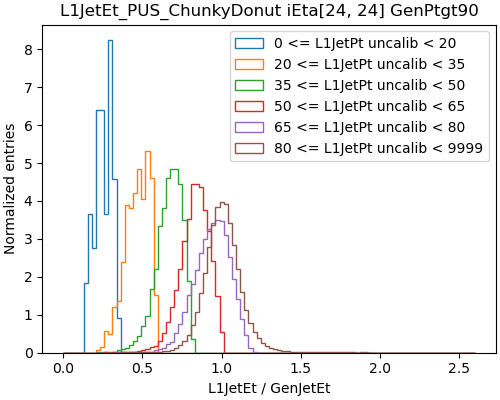 L1JetEt_PUS_ChunkyDonut iEta[24, 24] GenPtgt90
0 <= L1JetPt uncalib < 20
20 <= L1JetPt uncalib < 35
35 <= L1JetPt uncalib < 50
50 <= L1JetPt uncalib < 65
65 <= L1JetPt uncalib < 80
80 <= L1JetPt uncalib < 9999
Normalized entries
8
7
6
5
4
3
2
1
0
0.0 0.5 1.0 1.5 2.0 2.5
L1JetEt / GenJetEt